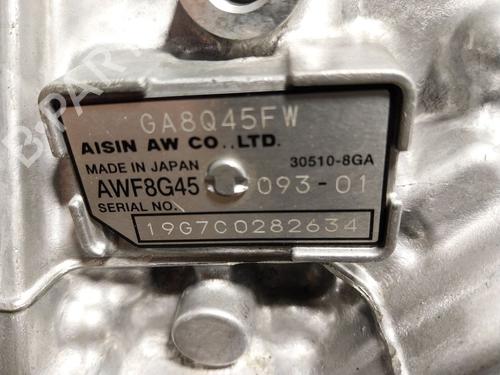 GA8Q45FW
AISIN AW CO.,LTD.
MADE IN JAPAN 30510-8GA
AWF8G45 093-01
SERIAL NO.
19G7C0282634